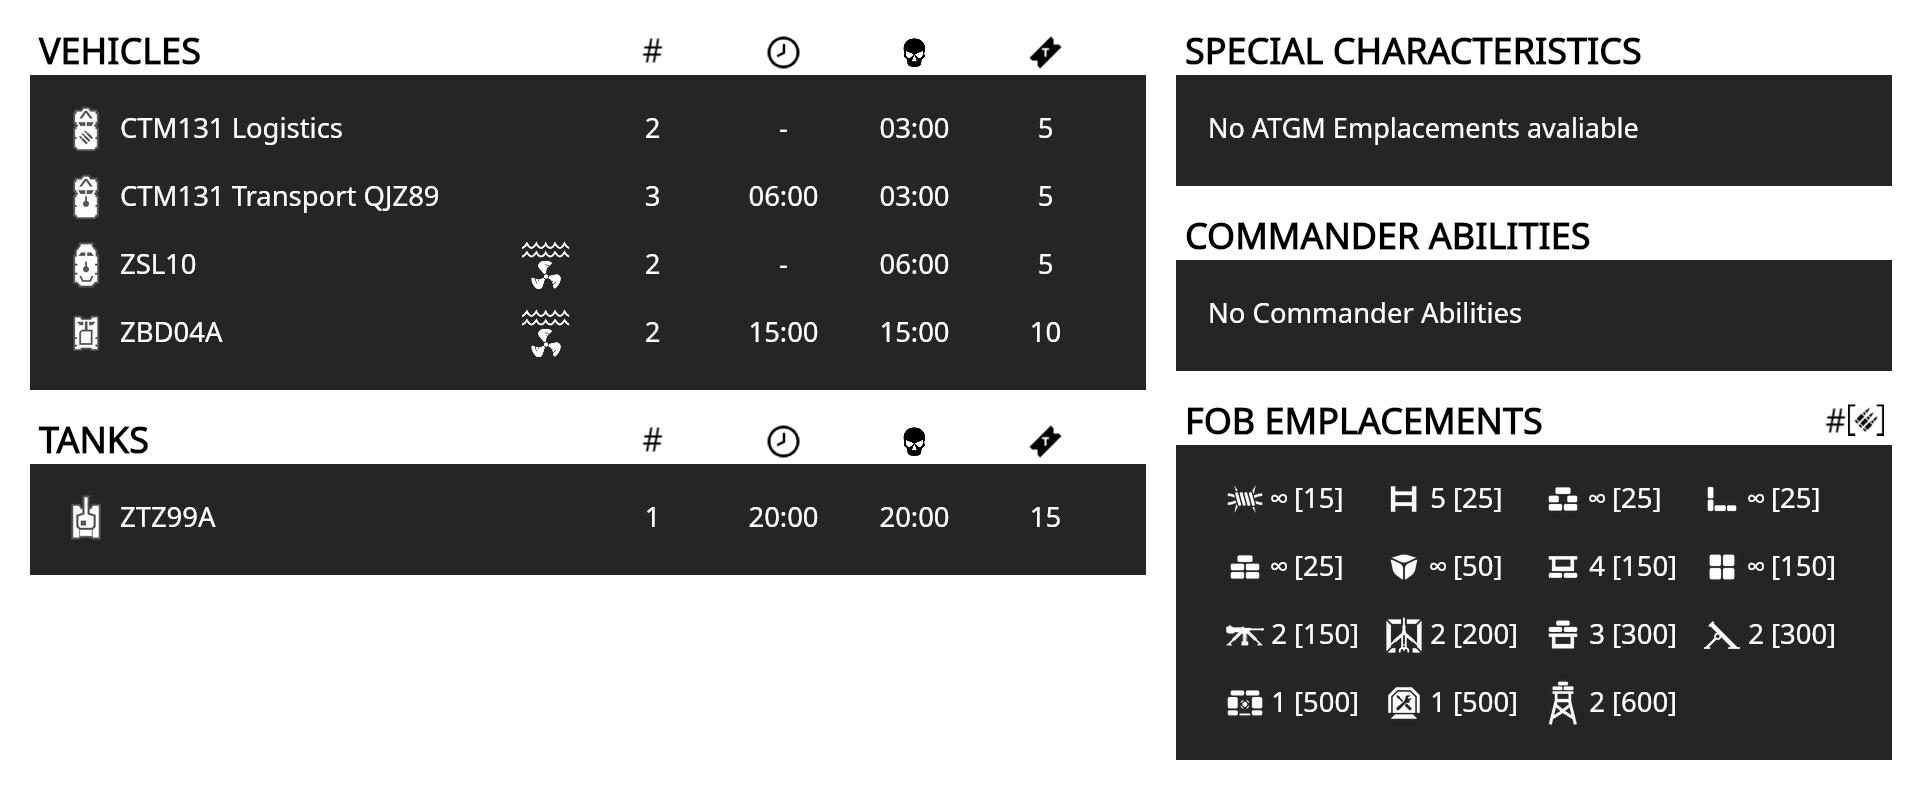 VEHICLES #
CTM131 Logistics 2 - 03:00 5
CTM131 Transport QJZ89 3 06:00 03:00 5
ZSL10 2 - 06:00 5
ZBD04A 2 15:00 15:00 10
TANKS # 
ZTZ99A 1 20:00 20:00 15
SPECIAL CHARACTERISTICS
No ATGM Emplacements avaliable
COMMANDER ABILITIES
No Commander Abilities
FOB EMPLACEMENTS #[]
∞ [15] 5 [25] ∞ [25] ∞ [25]
∞ [25] ∞ [50] 4 [150] ∞ [150]
2 [150] 2 [200] 3 [300] 2 [300]
1 [500] 1 [500] 2 [600]